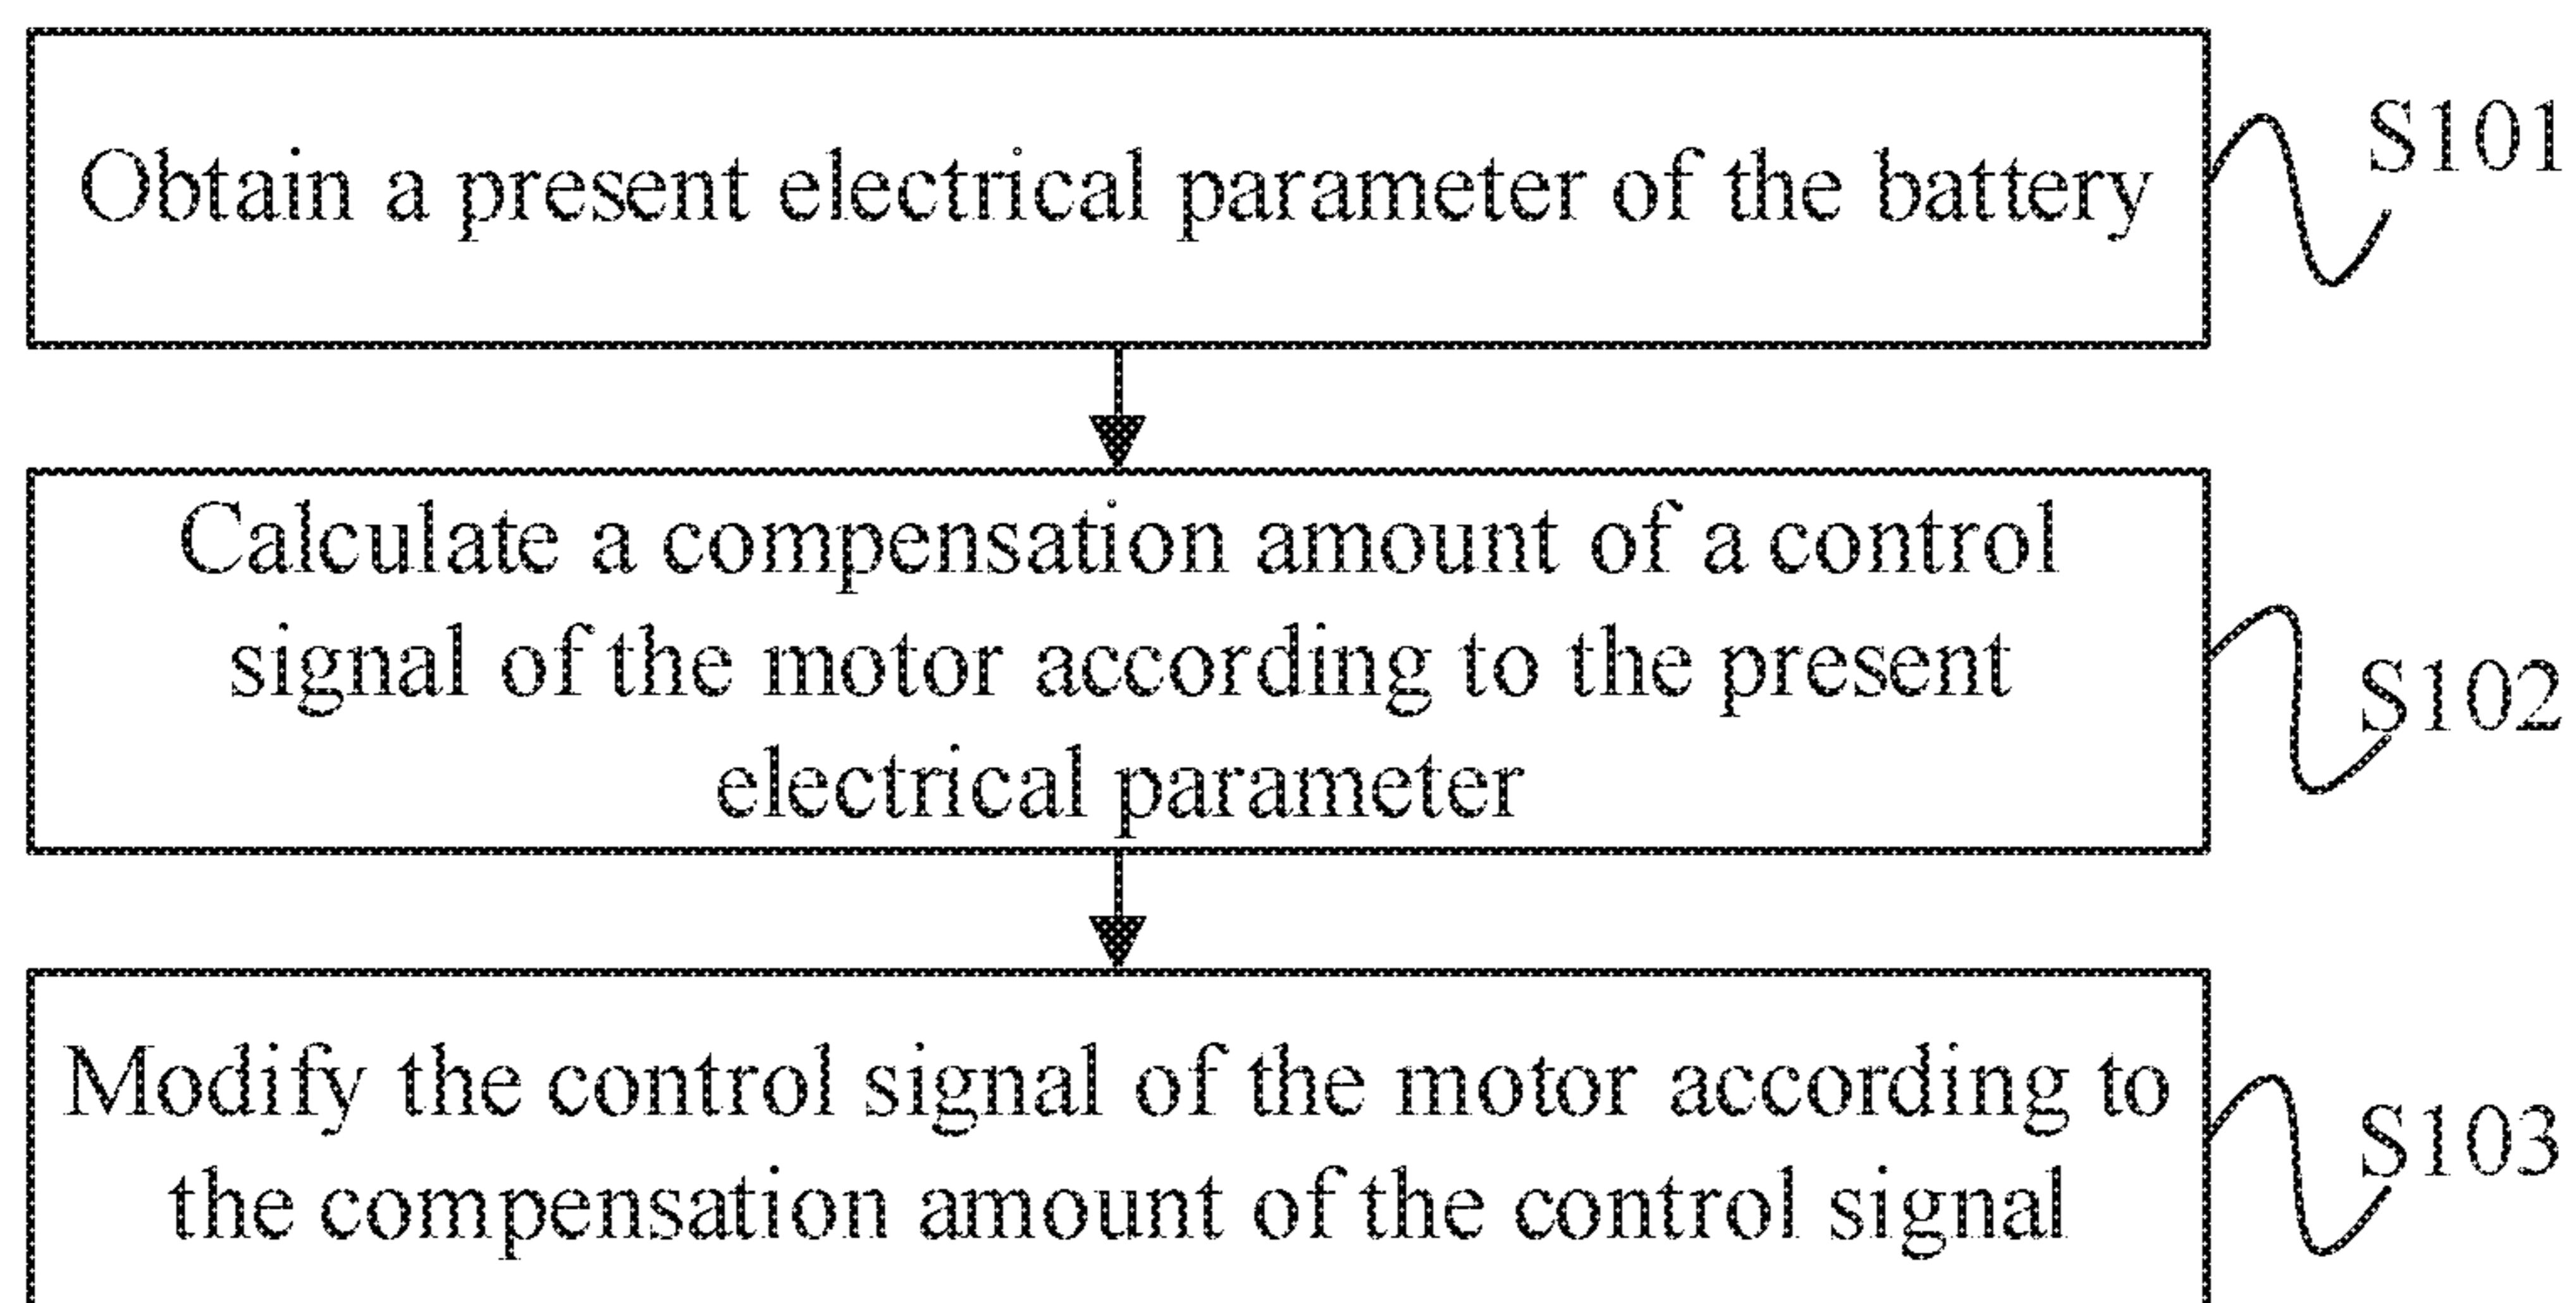 Obtain a present electrical parameter of the battery
S101
Calculate a compensation amount of a control
signal of the motor according to the present
electrical parameter
S102
Modify the control signal of the motor according to
the compensation amount of the control signal
S103